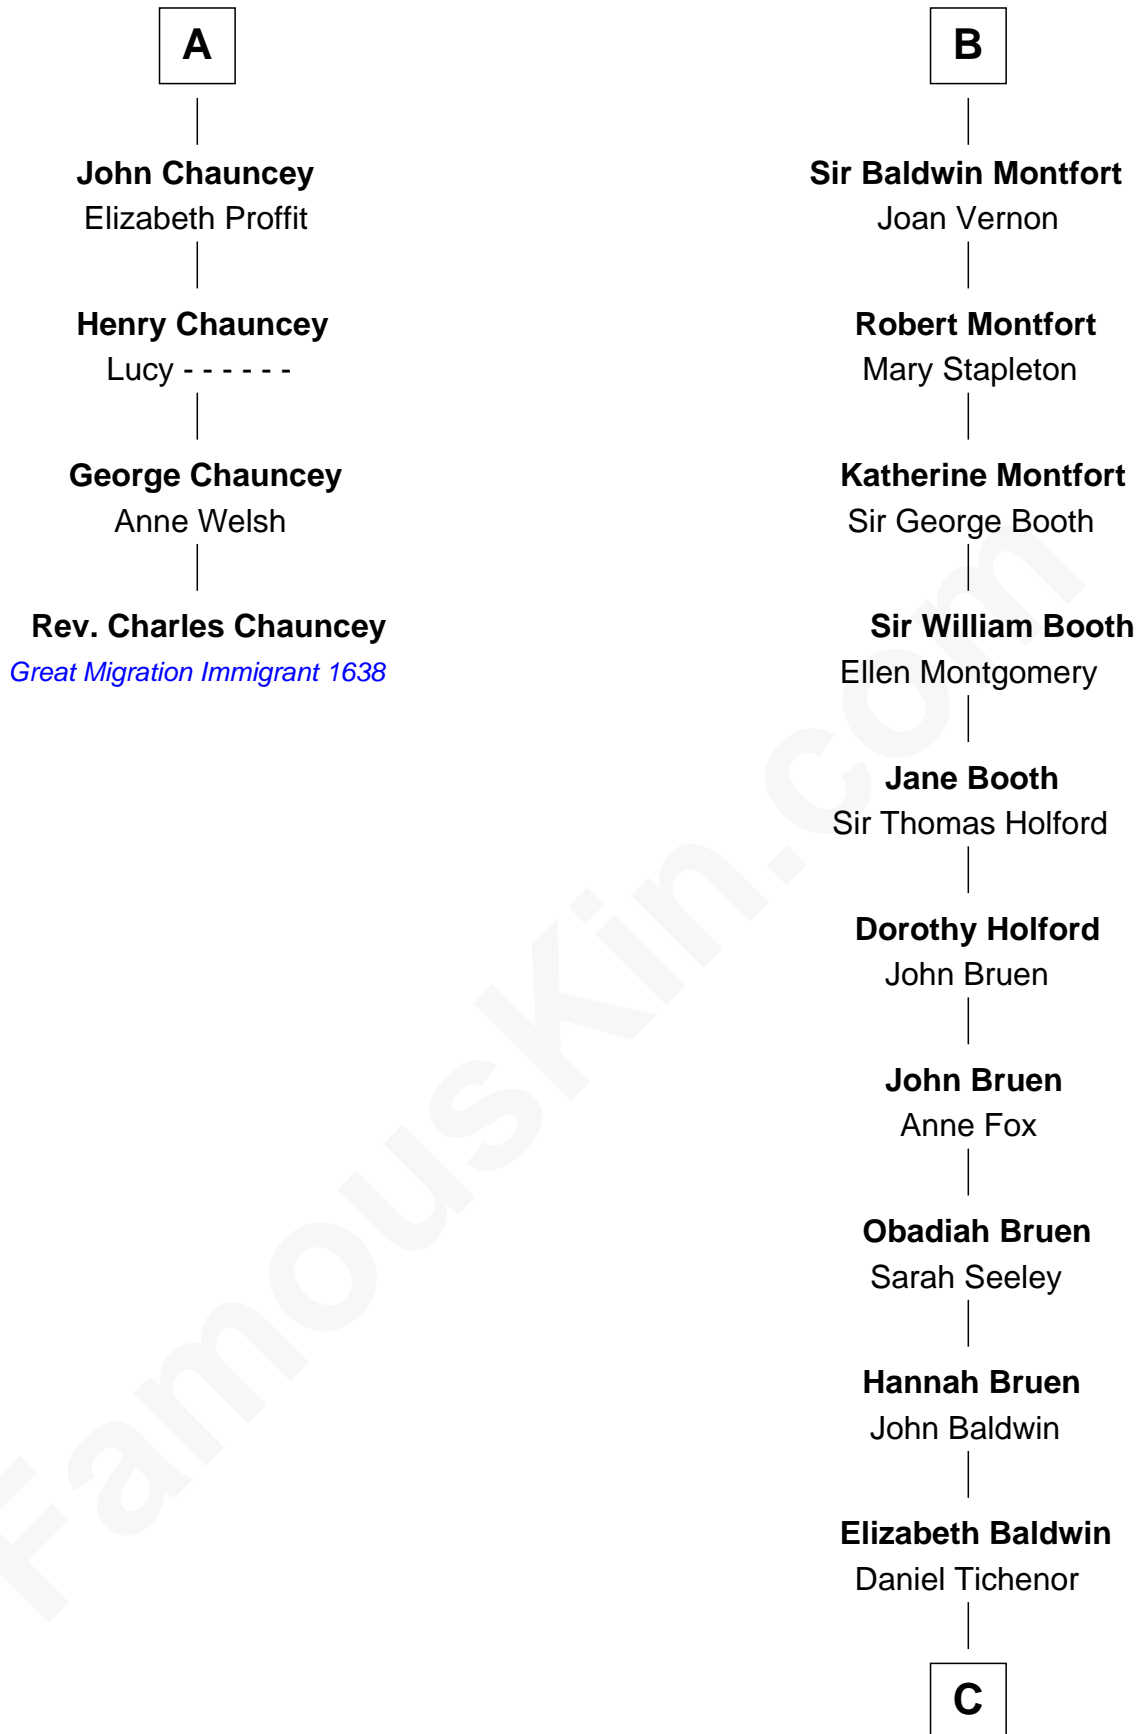 A
John Chauncey
Elizabeth Proffit
Henry Chauncey
Lucy - - - - - -
George Chauncey
Anne Welsh
Rev. Charles Chauncey
Great Migration Immigrant 1638
B
Sir Baldwin Montfort
Joan Vernon
Robert Montfort
Mary Stapleton
Katherine Montfort
Sir George Booth
Sir William Booth
Ellen Montgomery
Jane Booth
Sir Thomas Holford
Dorothy Holford
John Bruen
John Bruen
Anne Fox
Obadiah Bruen
Sarah Seeley
Hannah Bruen
John Baldwin
Elizabeth Baldwin
Daniel Tichenor
C
FamousKin.com